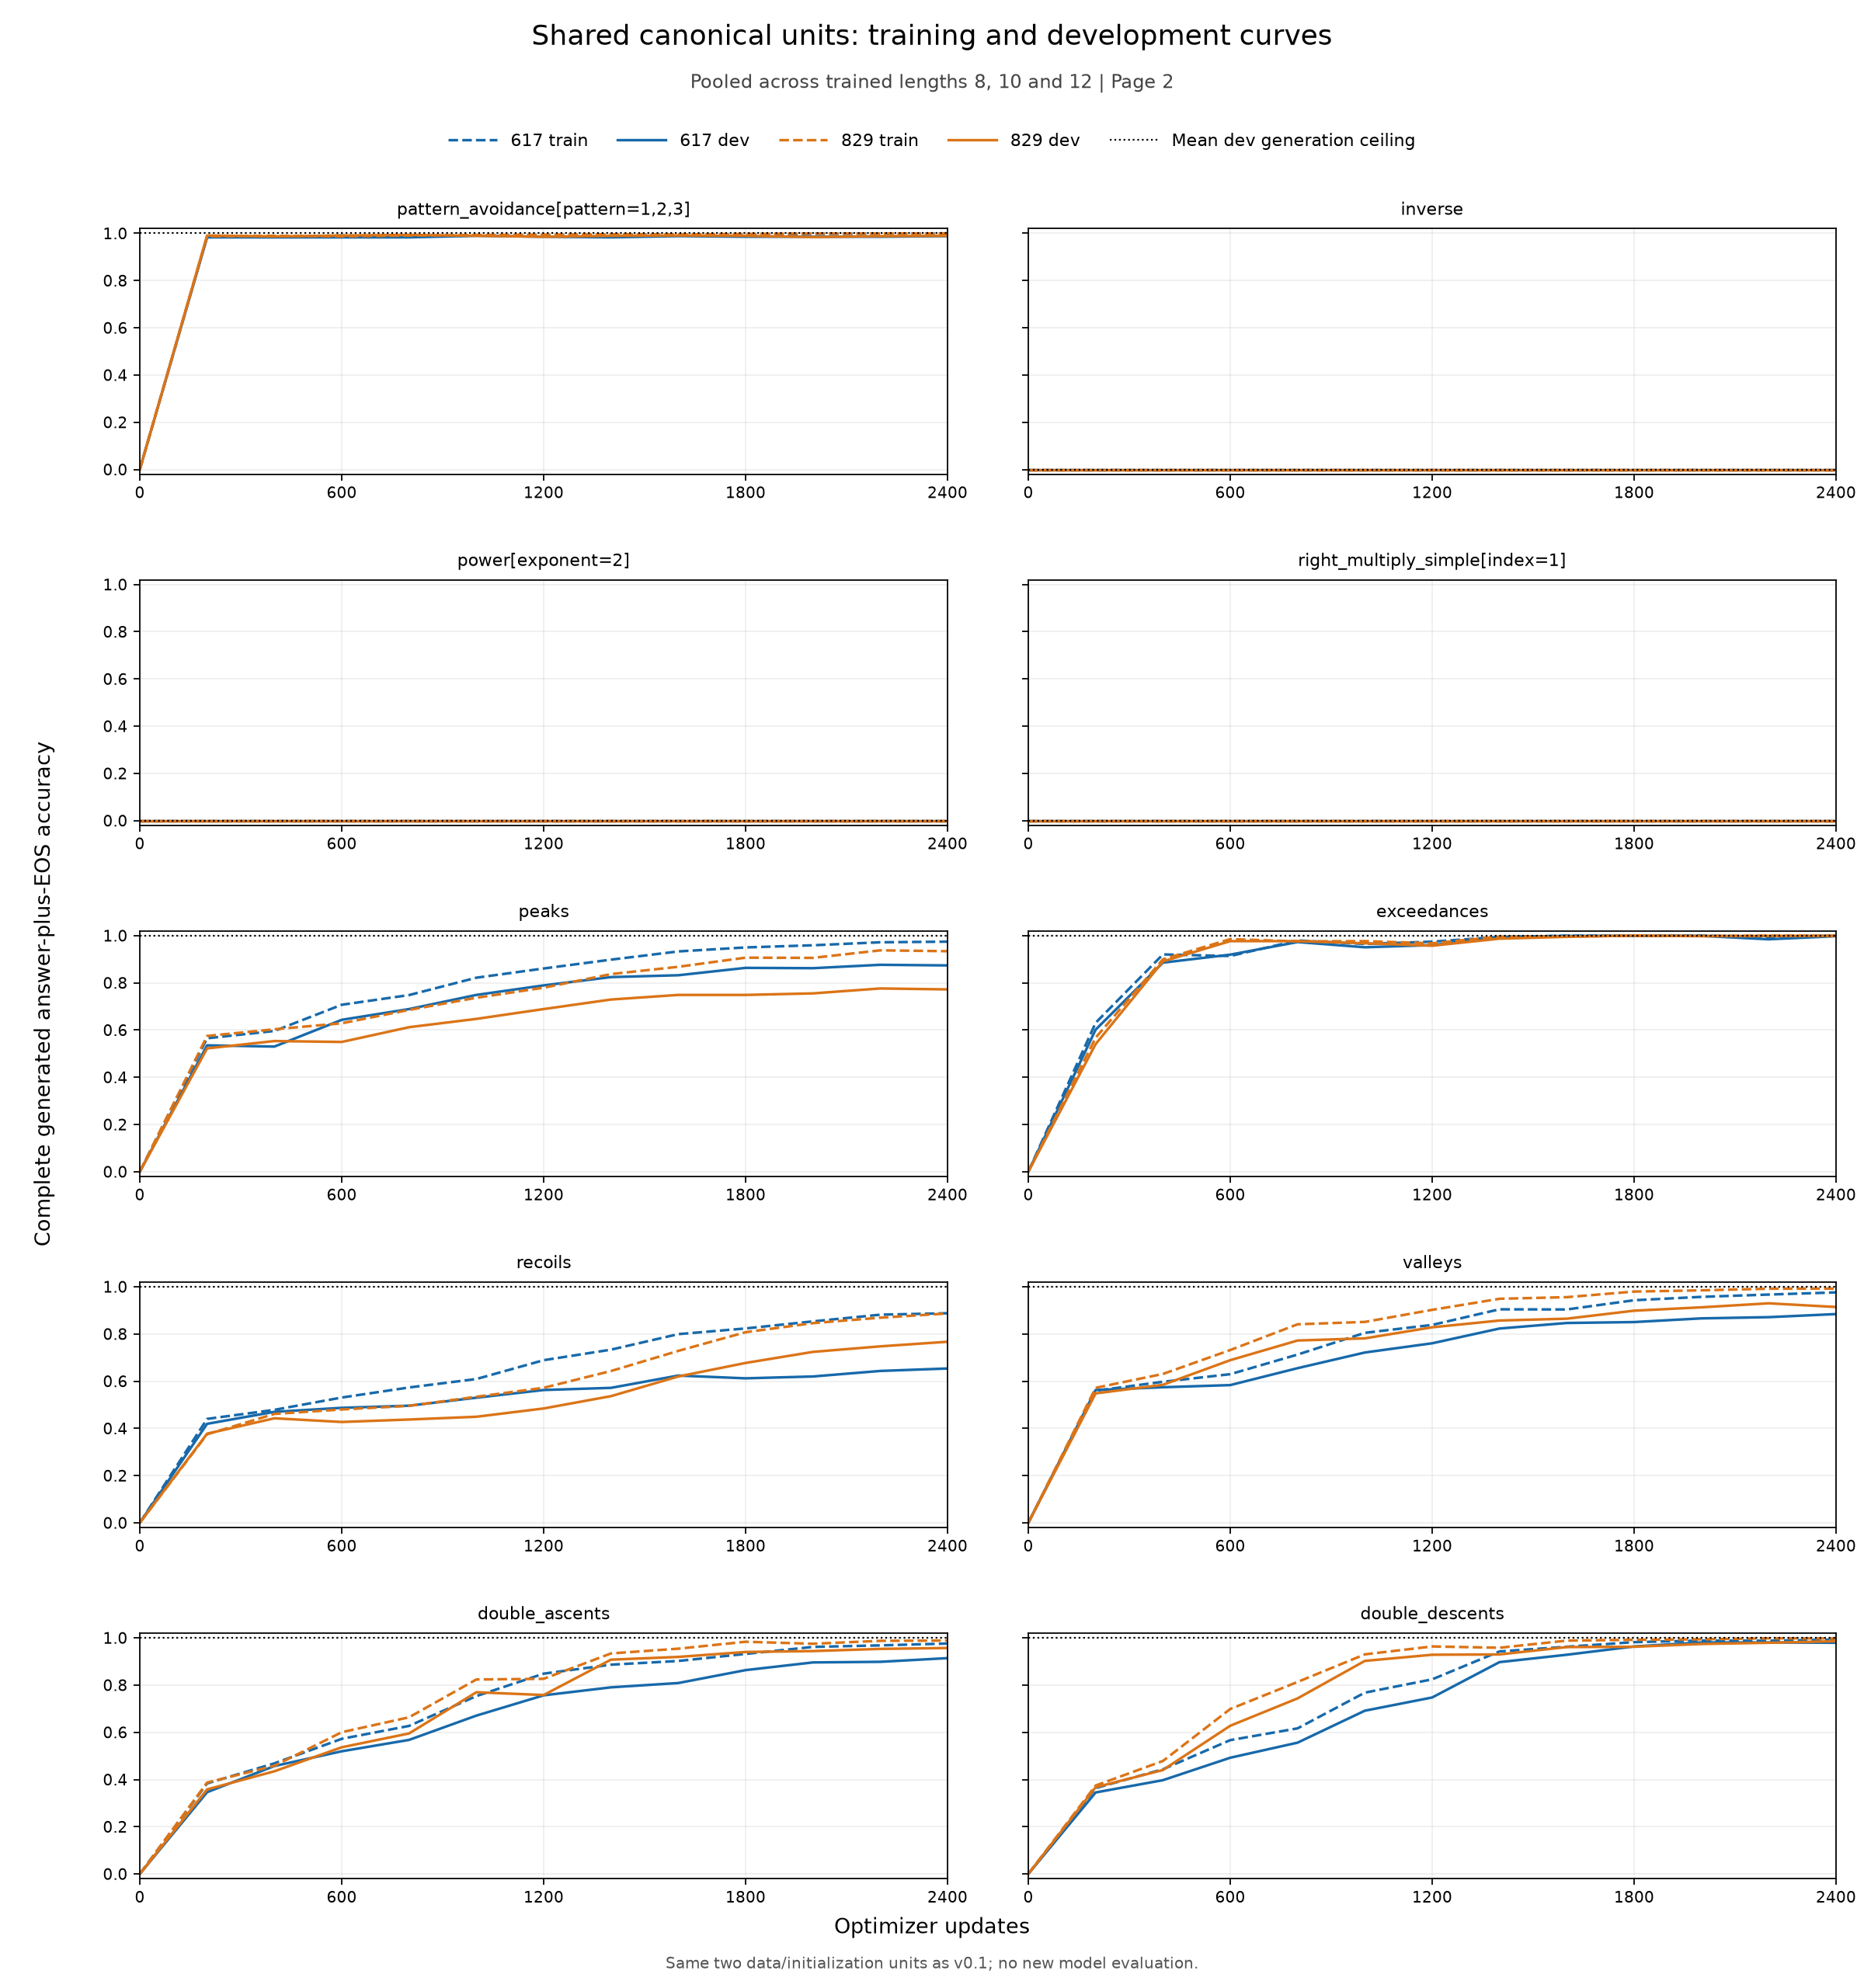 Shared canonical units: training and development curves
Pooled across trained lengths 8, 10 and 12 | Page 2
617 train 617 dev 829 train 829 dev Mean dev generation ceiling
Complete generated answer-plus-EOS accuracy
pattern_avoidance[pattern=1,2,3]
1.0
0.8
0.6
0.4
0.2
0.0
0 600 1200 1800 2400
inverse
0 600 1200 1800 2400
power[exponent=2]
1.0
0.8
0.6
0.4
0.2
0.0
0 600 1200 1800 2400
right_multiply_simple[index=1]
0 600 1200 1800 2400
peaks
1.0
0.8
0.6
0.4
0.2
0.0
0 600 1200 1800 2400
exceedances
0 600 1200 1800 2400
recoils
1.0
0.8
0.6
0.4
0.2
0.0
0 600 1200 1800 2400
valleys
0 600 1200 1800 2400
double_ascents
1.0
0.8
0.6
0.4
0.2
0.0
0 600 1200 1800 2400
double_descents
0 600 1200 1800 2400
Optimizer updates
Same two data/initialization units as v0.1; no new model evaluation.